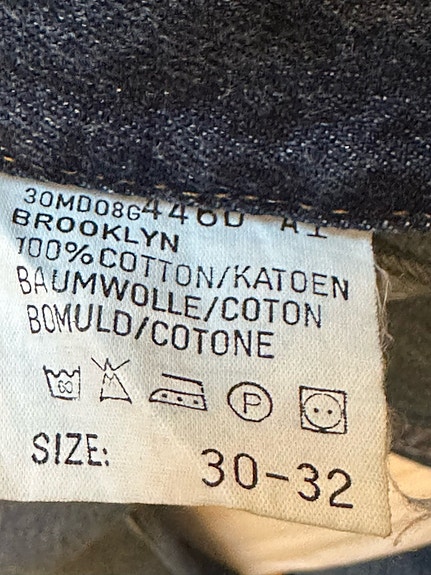 30MD08G4460 A1
BROOKLYN
100%COTTON/KATOEN
BAUMWOLLE/COTON
BOMULD/COTONE
60 P
SIZE: 30-32